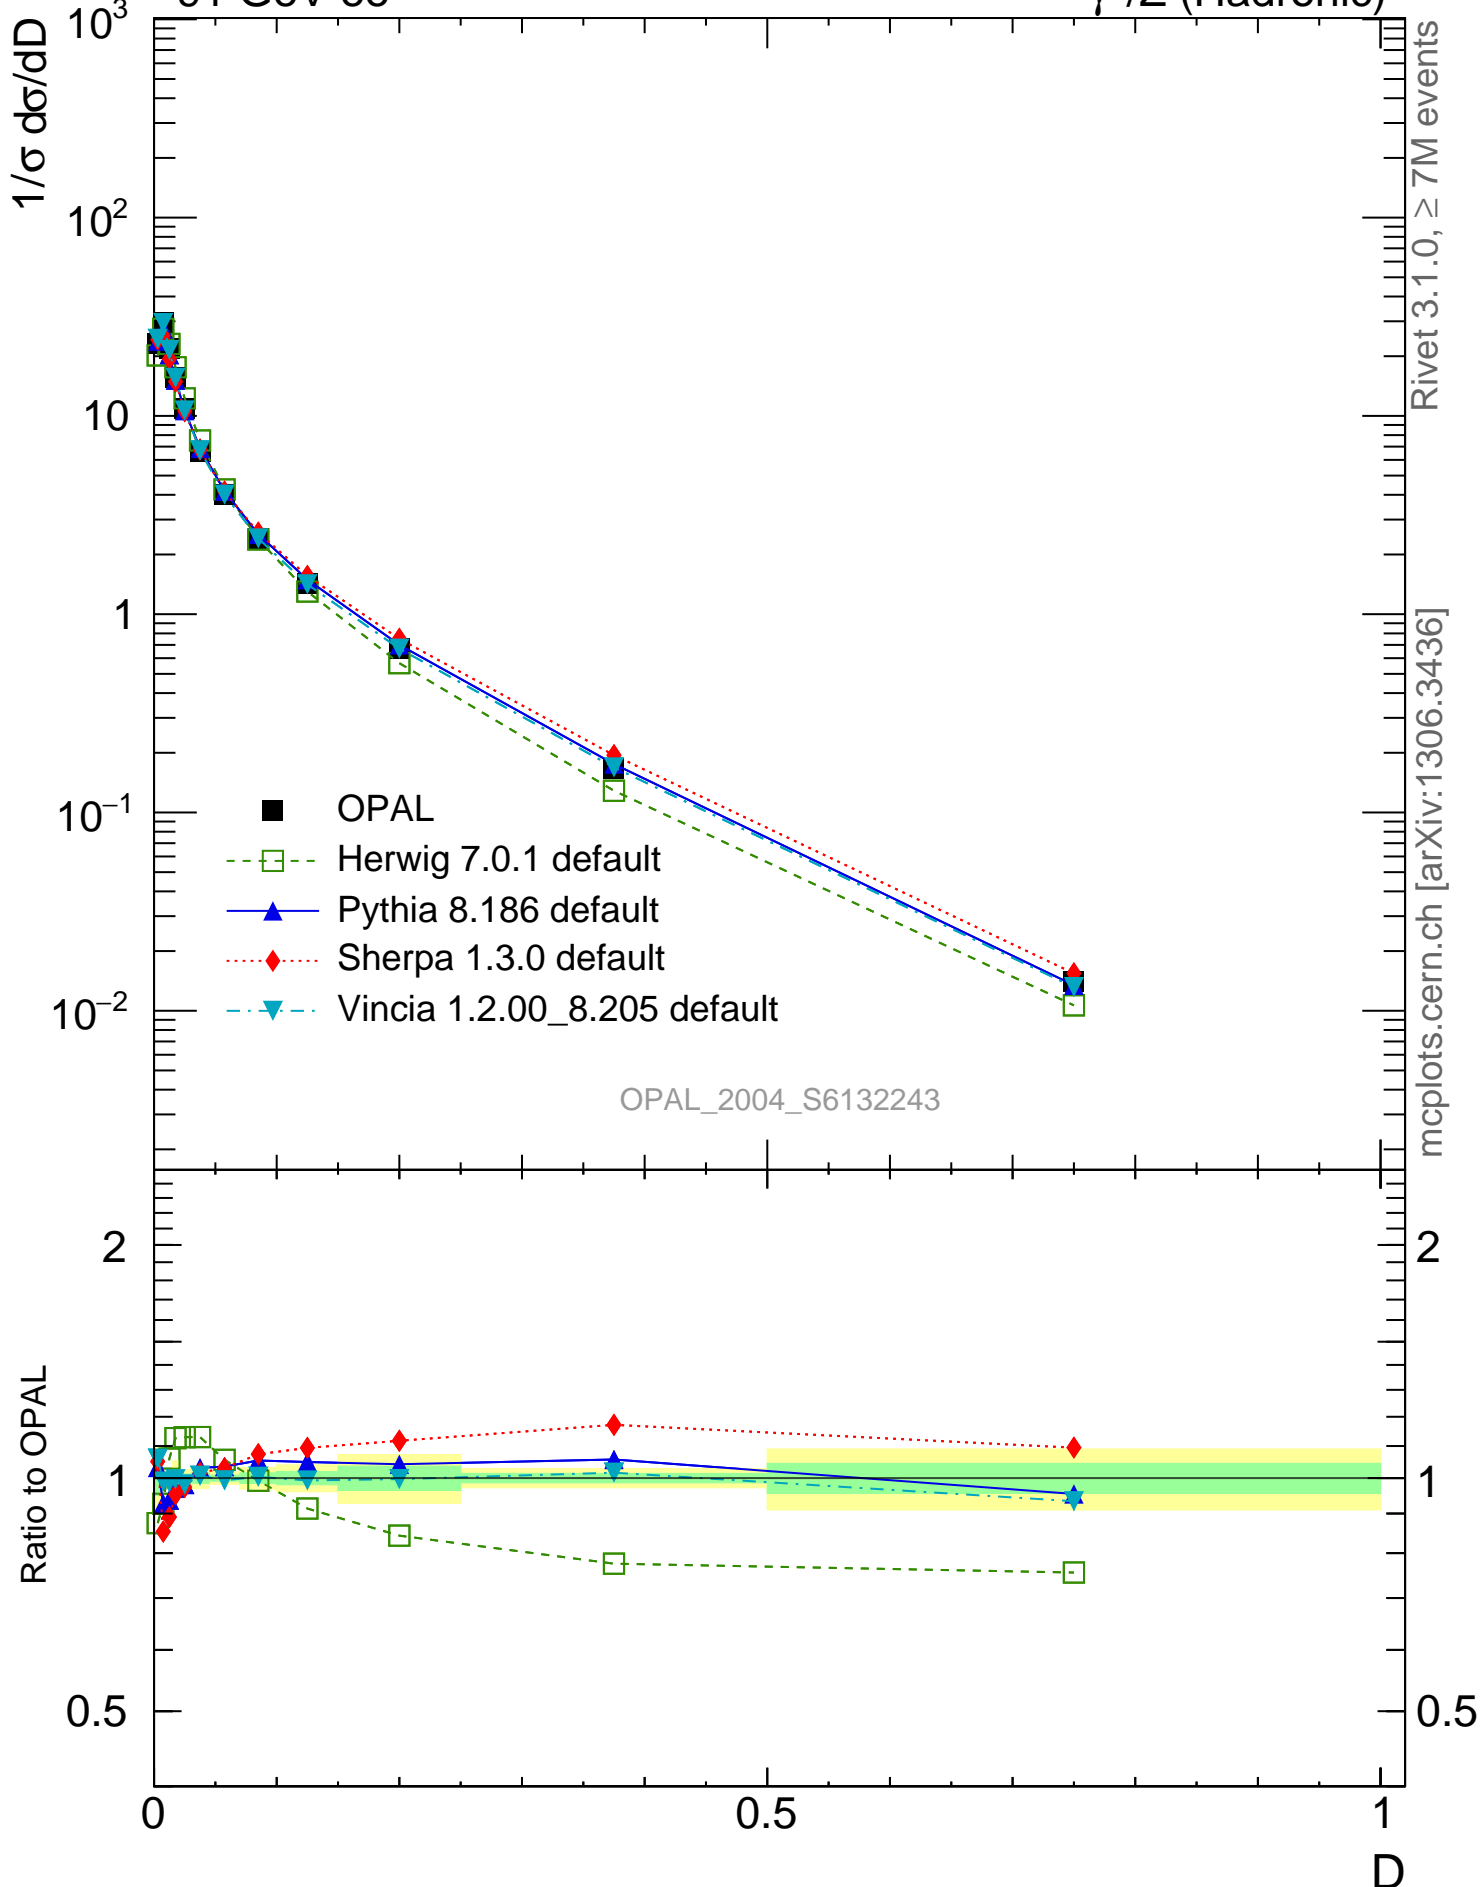 1/σ dσ/dD
10³
10²
10
1
10⁻¹
10⁻²
OPAL
Herwig 7.0.1 default
Pythia 8.186 default
Sherpa 1.3.0 default
Vincia 1.2.00_8.205 default
OPAL_2004_S6132243
Rivet 3.1.0, ≥ 7M events
mcplots.cern.ch [arXiv:1306.3436]
Ratio to OPAL
2
1
0.5
2
1
0.5
0
0.5
1
D